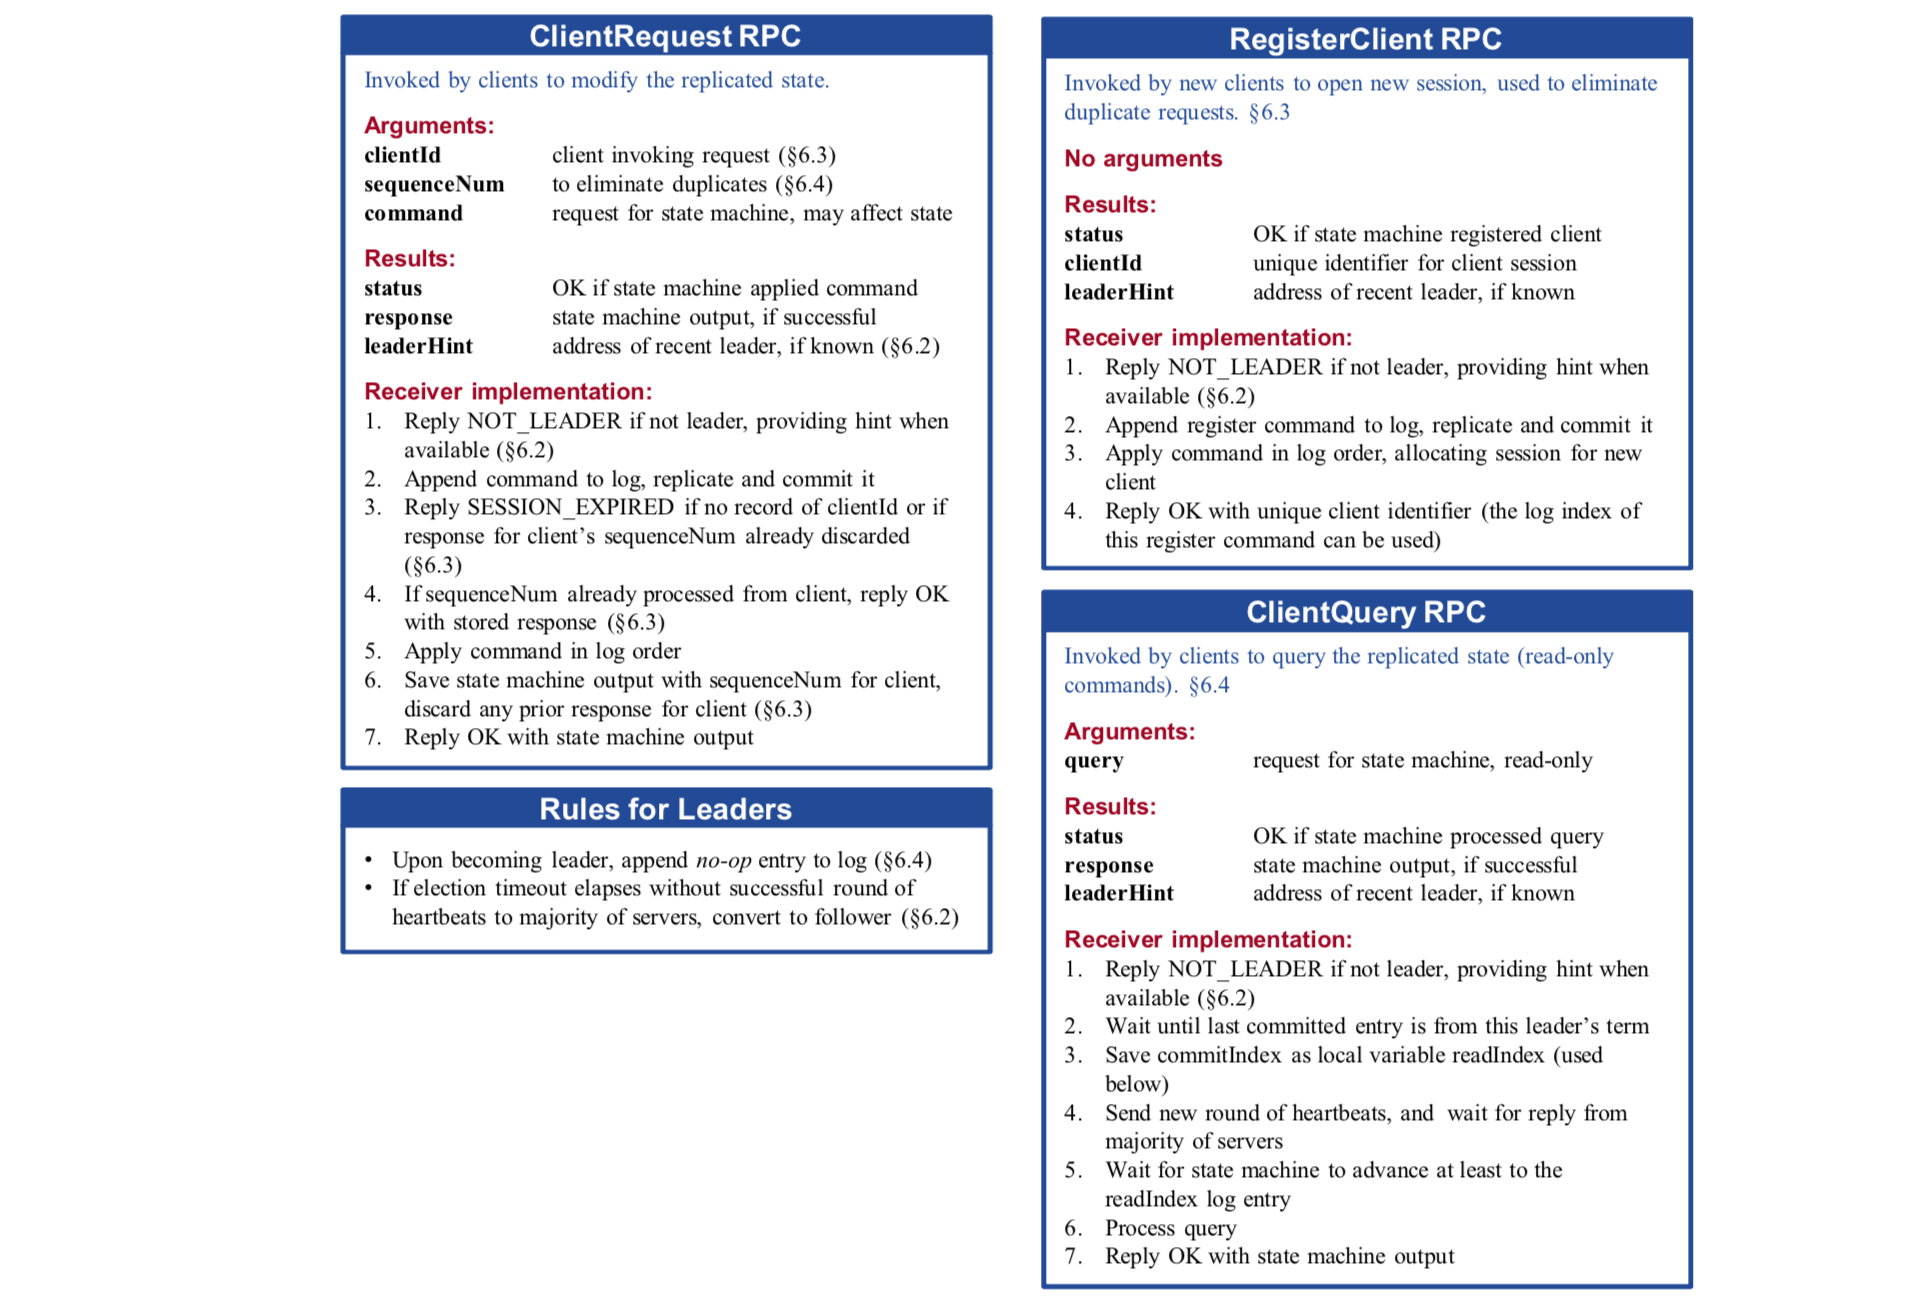 ClientRequest RPC
Invoked by clients to modify the replicated state.
Arguments:
clientId client invoking request (§6.3)
sequenceNum to eliminate duplicates (§6.4)
command request for state machine, may affect state
Results:
status OK if state machine applied command
response state machine output, if successful
leaderHint address of recent leader, if known (§6.2)
Receiver implementation:
1. Reply NOT_LEADER if not leader, providing hint when
available (§6.2)
2. Append command to log, replicate and commit it
3. Reply SESSION_EXPIRED if no record of clientId or if
response for client's sequenceNum already discarded
(§6.3)
4. If sequenceNum already processed from client, reply OK
with stored response (§6.3)
5. Apply command in log order
6. Save state machine output with sequenceNum for client,
discard any prior response for client (§6.3)
7. Reply OK with state machine output
Rules for Leaders
• Upon becoming leader, append no-op entry to log (§6.4)
• If election timeout elapses without successful round of
heartbeats to majority of servers, convert to follower (§6.2)
RegisterClient RPC
Invoked by new clients to open new session, used to eliminate
duplicate requests. §6.3
No arguments
Results:
status OK if state machine registered client
clientId unique identifier for client session
leaderHint address of recent leader, if known
Receiver implementation:
1. Reply NOT_LEADER if not leader, providing hint when
available (§6.2)
2. Append register command to log, replicate and commit it
3. Apply command in log order, allocating session for new
client
4. Reply OK with unique client identifier (the log index of
this register command can be used)
ClientQuery RPC
Invoked by clients to query the replicated state (read-only
commands). §6.4
Arguments:
query request for state machine, read-only
Results:
status OK if state machine processed query
response state machine output, if successful
leaderHint address of recent leader, if known
Receiver implementation:
1. Reply NOT_LEADER if not leader, providing hint when
available (§6.2)
2. Wait until last committed entry is from this leader's term
3. Save commitIndex as local variable readIndex (used
below)
4. Send new round of heartbeats, and wait for reply from
majority of servers
5. Wait for state machine to advance at least to the
readIndex log entry
6. Process query
7. Reply OK with state machine output